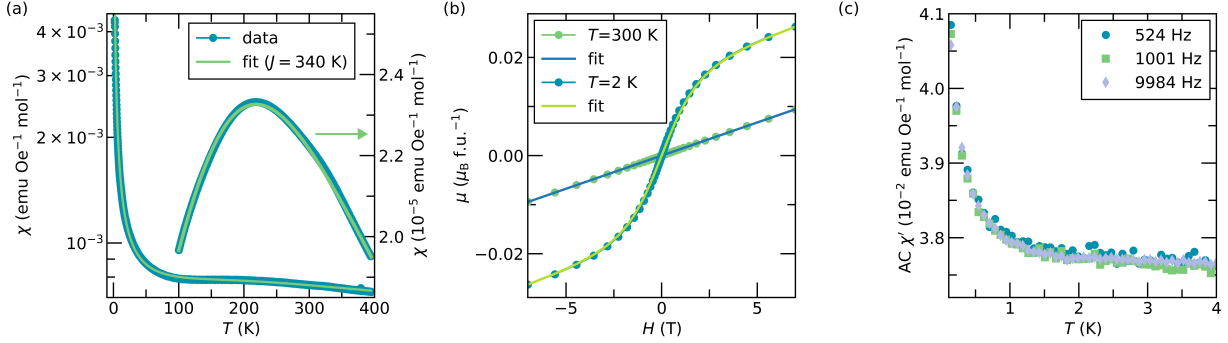 (a)
χ (emu Oe⁻¹ mol⁻¹)
4 × 10⁻³
3 × 10⁻³
2 × 10⁻³
10⁻³
data
fit (J = 340 K)
2.4
2.2
2.0
χ (10⁻⁵ emu Oe⁻¹ mol⁻¹)
0 100 200 300 400
T (K)
(b)
μ (μ_B f.u.⁻¹)
0.02
0.00
−0.02
T=300 K
fit
T=2 K
fit
−5 0 5
H (T)
(c)
AC χ′ (10⁻² emu Oe⁻¹ mol⁻¹)
4.1
4.0
3.9
3.8
524 Hz
1001 Hz
9984 Hz
1 2 3 4
T (K)